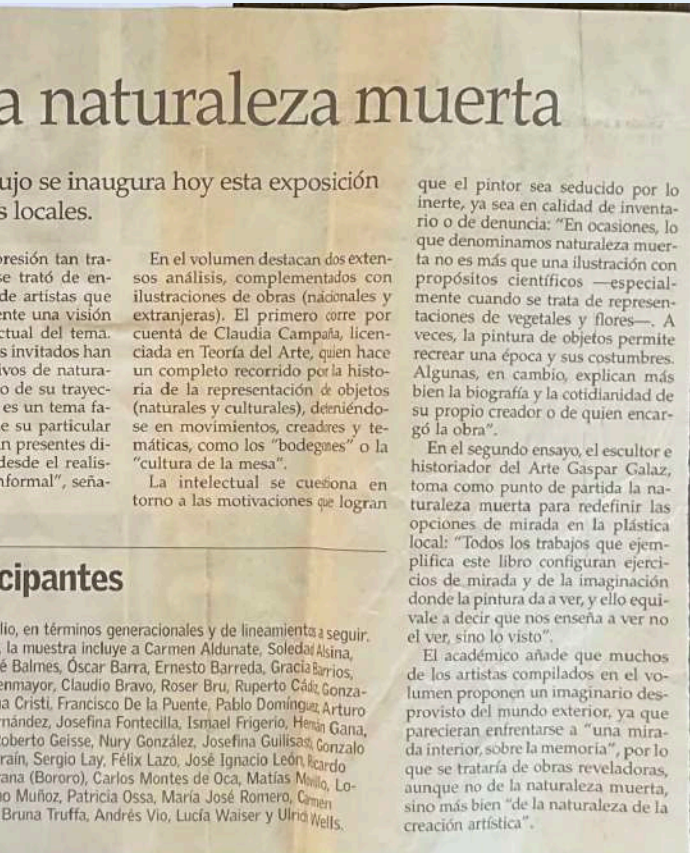 a naturaleza muerta
ujo se inaugura hoy esta exposición
s locales.
resión tan tra-
se trató de en-
de artistas que
ente una visión
ctual del tema.
s invitados han
ivos de natura-
o de su trayec-
es un tema fa-
e su particular
n presentes di-
desde el realis-
nformal”, seña-
En el volumen destacan dos exten-
sos análisis, complementados con
ilustraciones de obras (nacionales y
extranjeras). El primero corre por
cuenta de Claudia Campaña, licen-
ciada en Teoría del Arte, quien hace
un completo recorrido por la histo-
ria de la representación de objetos
(naturales y culturales), deteniéndo-
se en movimientos, creadores y te-
máticas, como los “bodegones” o la
“cultura de la mesa”.
La intelectual se cuestiona en
torno a las motivaciones que logran
que el pintor sea seducido por lo
inerte, ya sea en calidad de inventa-
rio o de denuncia: “En ocasiones, lo
que denominamos naturaleza muer-
ta no es más que una ilustración con
propósitos científicos —especial-
mente cuando se trata de represen-
taciones de vegetales y flores—. A
veces, la pintura de objetos permite
recrear una época y sus costumbres.
Algunas, en cambio, explican más
bien la biografía y la cotidianidad de
su propio creador o de quien encar-
gó la obra”.
En el segundo ensayo, el escultor e
historiador del Arte Gaspar Galaz,
toma como punto de partida la na-
turaleza muerta para redefinir las
opciones de mirada en la plástica
local: “Todos los trabajos que ejem-
plifica este libro configuran ejerci-
cios de mirada y de la imaginación
donde la pintura da a ver, y ello equi-
vale a decir que nos enseña a ver no
el ver, sino lo visto”.
El académico añade que muchos
de los artistas compilados en el vo-
lumen proponen un imaginario des-
provisto del mundo exterior, ya que
parecieran enfrentarse a “una mira-
da interior, sobre la memoria”, por lo
que se trataría de obras reveladoras,
aunque no de la naturaleza muerta,
sino más bien “de la naturaleza de la
creación artística”.
cipantes
lio, en términos generacionales y de lineamientos a seguir.
, la muestra incluye a Carmen Aldunate, Soledad Alsina,
é Balmes, Óscar Barra, Ernesto Barreda, Gracia Barrios,
enmayor, Claudio Bravo, Roser Bru, Ruperto Cádiz, Gonza-
a Cristi, Francisco De la Puente, Pablo Domínguez, Arturo
rnández, Josefina Fontecilla, Ismael Frigerio, Hernán Gana,
oberto Geisse, Nury González, Josefina Guilisasti, Gonzalo
raín, Sergio Lay, Félix Lazo, José Ignacio León, Ricardo
ana (Bororo), Carlos Montes de Oca, Matías Movillo, Lo-
o Muñoz, Patricia Ossa, María José Romero, Carmen
Bruna Truffa, Andrés Vio, Lucía Waiser y Ulrich Wells.